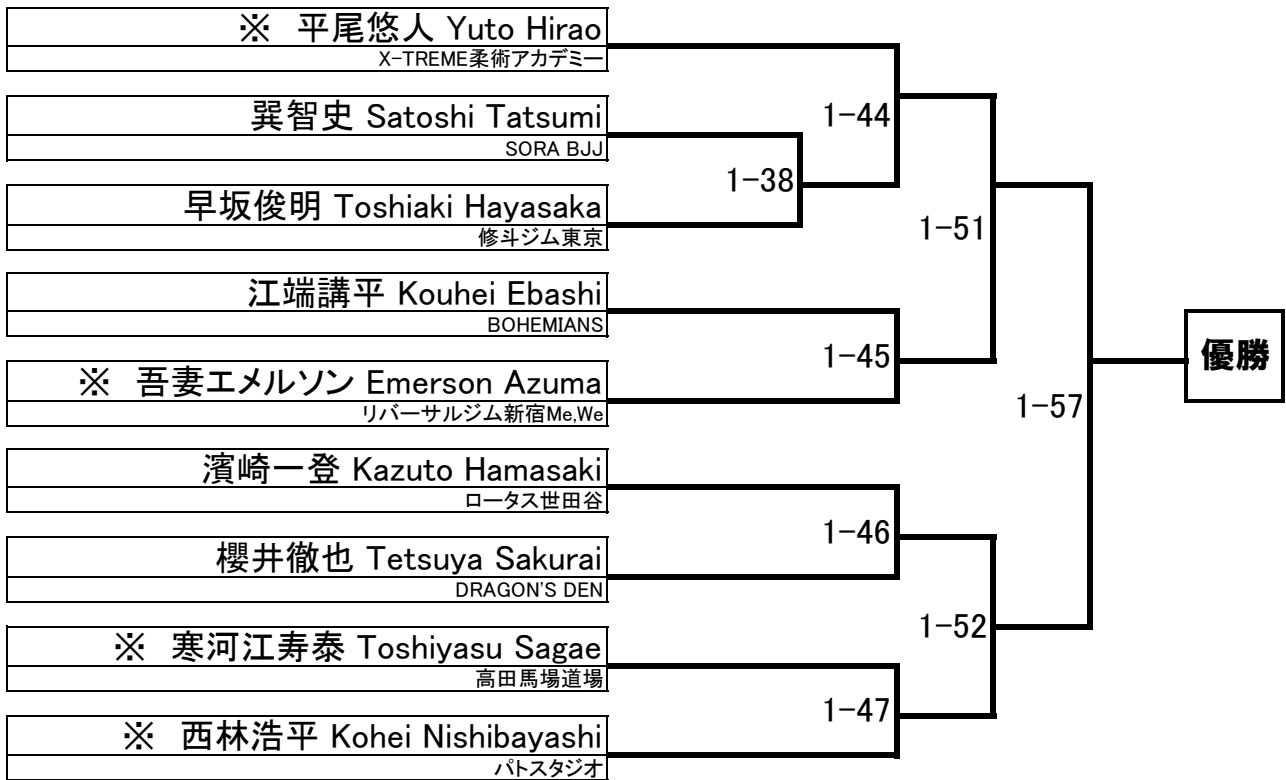 ※ 平尾悠人 Yuto Hirao
X-TREME柔術アカデミー
巽智史 Satoshi Tatsumi
SORA BJJ
早坂俊明 Toshiaki Hayasaka
修斗ジム東京
江端講平 Kouhei Ebashi
BOHEMIANS
※ 吾妻エメルソン Emerson Azuma
リバーサルジム新宿Me,We
濱崎一登 Kazuto Hamasaki
ロータス世田谷
櫻井徹也 Tetsuya Sakurai
DRAGON'S DEN
※ 寒河江寿泰 Toshiyasu Sagae
高田馬場道場
※ 西林浩平 Kohei Nishibayashi
パトスタジオ
1-38
1-44
1-45
1-46
1-47
1-51
1-52
1-57
優勝